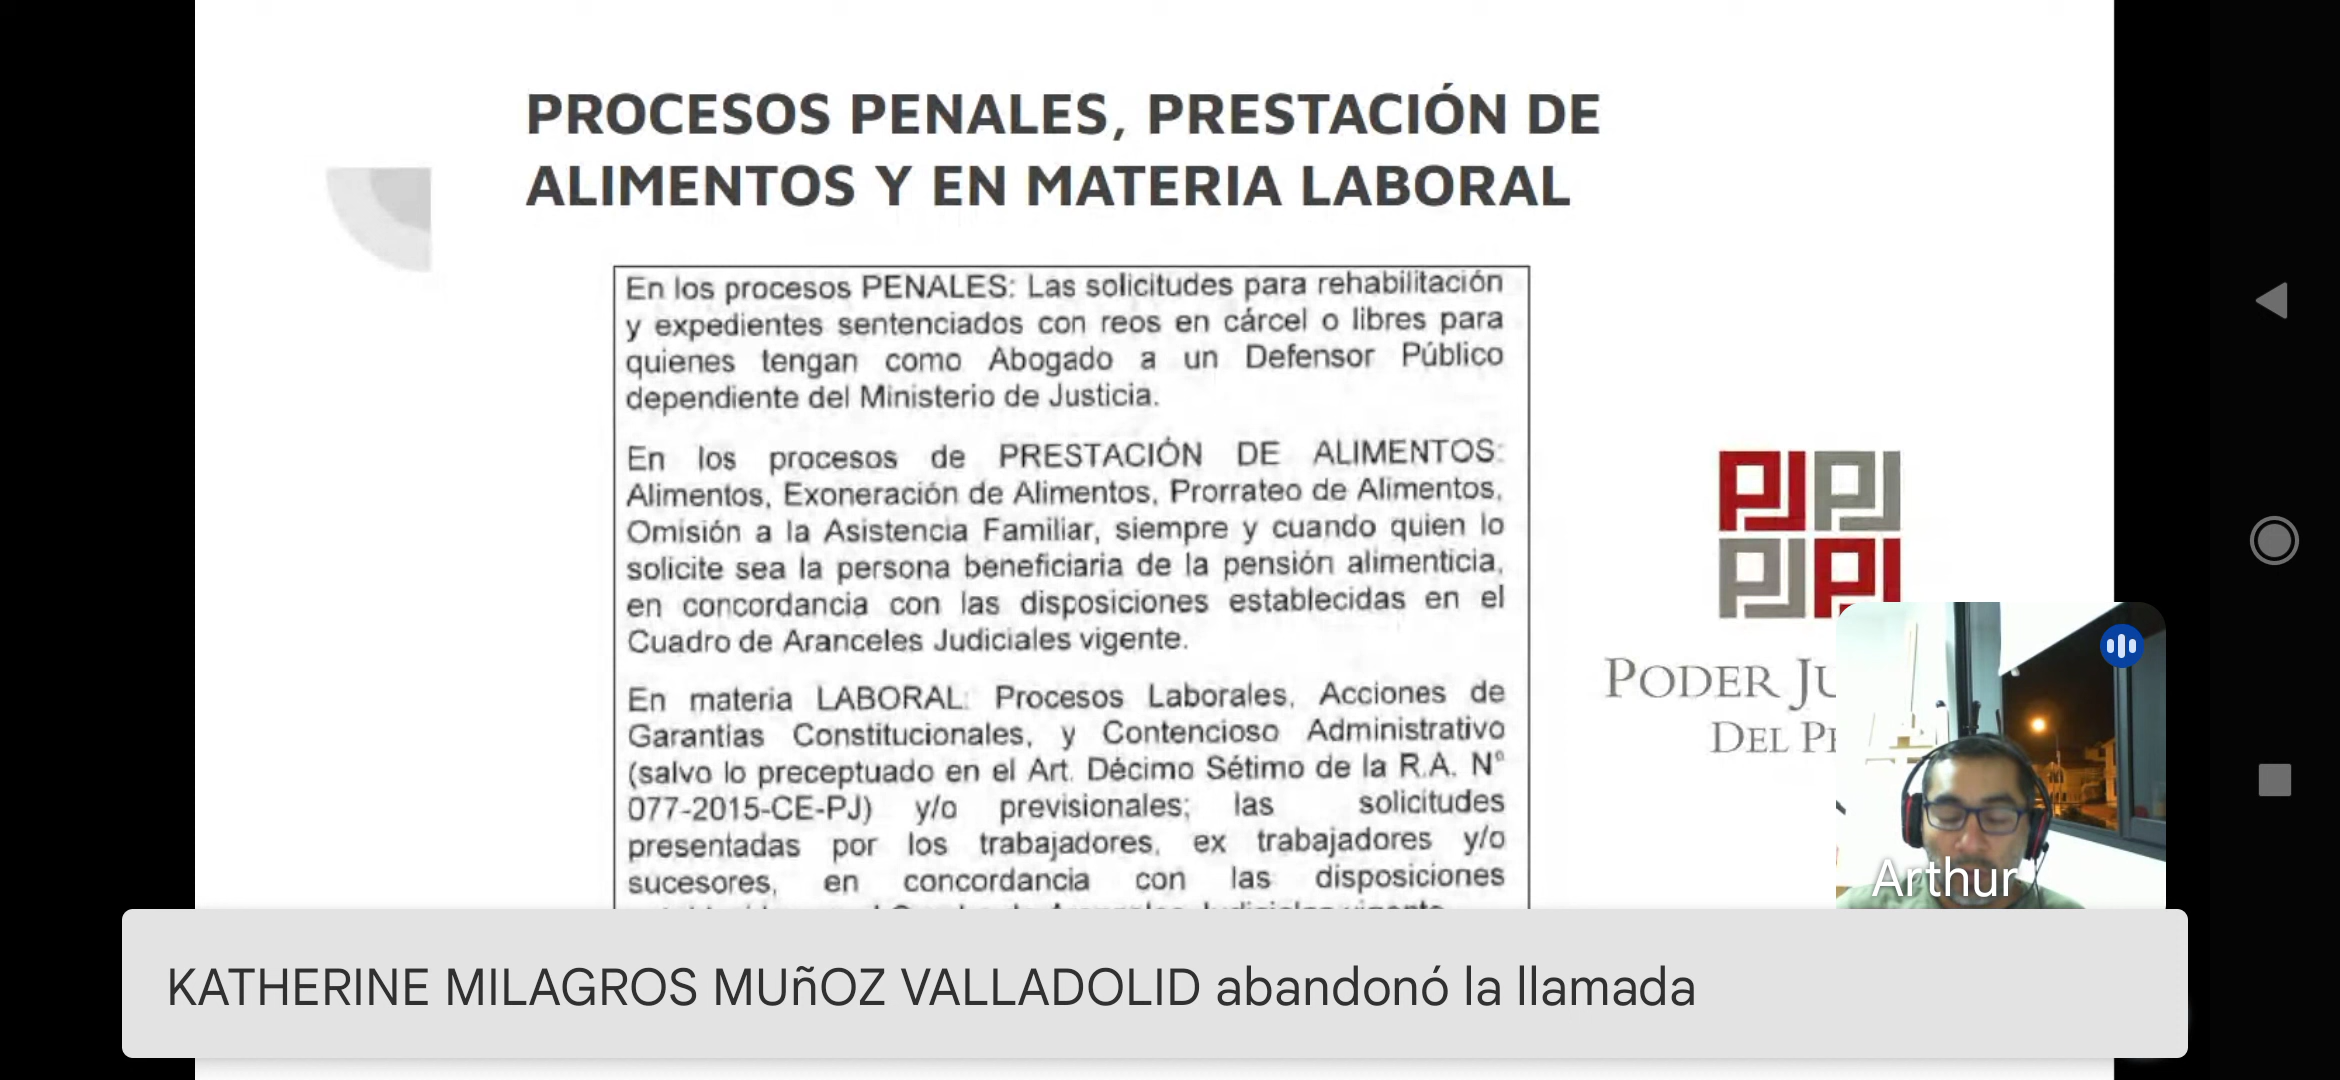 PROCESOS PENALES, PRESTACIÓN DE
ALIMENTOS Y EN MATERIA LABORAL
En los procesos PENALES: Las solicitudes para rehabilitación
y expedientes sentenciados con reos en cárcel o libres para
quienes tengan como Abogado a un Defensor Público
dependiente del Ministerio de Justicia.
En los procesos de PRESTACIÓN DE ALIMENTOS:
Alimentos, Exoneración de Alimentos, Prorrateo de Alimentos,
Omisión a la Asistencia Familiar, siempre y cuando quien lo
solicite sea la persona beneficiaria de la pensión alimenticia,
en concordancia con las disposiciones establecidas en el
Cuadro de Aranceles Judiciales vigente.
En materia LABORAL: Procesos Laborales, Acciones de
Garantias Constitucionales, y Contencioso Administrativo
(salvo lo preceptuado en el Art. Décimo Sétimo de la R.A. N°
077-2015-CE-PJ) y/o previsionales; las solicitudes
presentadas por los trabajadores, ex trabajadores y/o
sucesores, en concordancia con las disposiciones
PJ PJ
PJ PJ
PODER JU
DEL PE
Arthur
KATHERINE MILAGROS MUñOZ VALLADOLID abandonó la llamada